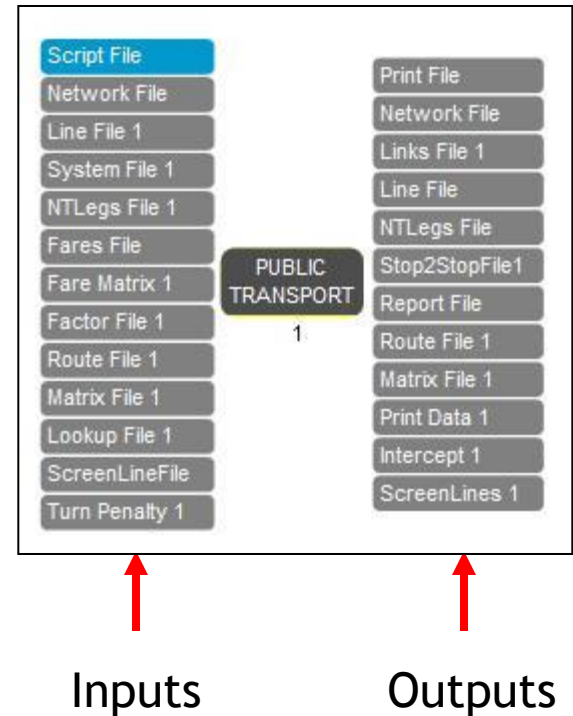 Script File
Network File
Line File 1
System File 1
NTLegs File 1
Fares File
Fare Matrix 1
Factor File 1
Route File 1
Matrix File 1
Lookup File 1
ScreenLineFile
Turn Penalty 1
PUBLIC
TRANSPORT
1
Print File
Network File
Links File 1
Line File
NTLegs File
Stop2StopFile1
Report File
Route File 1
Matrix File 1
Print Data 1
Intercept 1
ScreenLines 1
Inputs
Outputs